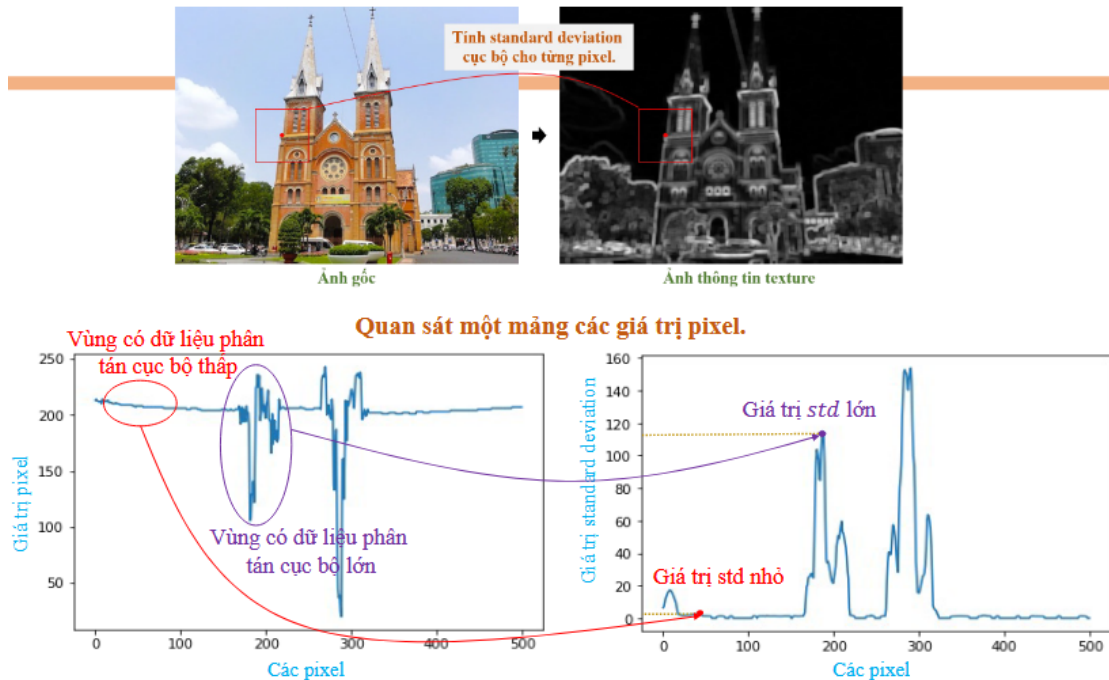 Tính standard deviation
cục bộ cho từng pixel.
Ảnh gốc
Ảnh thông tin texture
Quan sát một mảng các giá trị pixel.
Vùng có dữ liệu phân
tán cục bộ thấp
250
200
150
100
50
0
100
200
300
400
500
Giá trị pixel
Các pixel
Vùng có dữ liệu phân
tán cục bộ lớn
160
140
120
100
80
60
40
20
0
0
100
200
300
400
500
Giá trị standard deviation
Các pixel
Giá trị std lớn
Giá trị std nhỏ